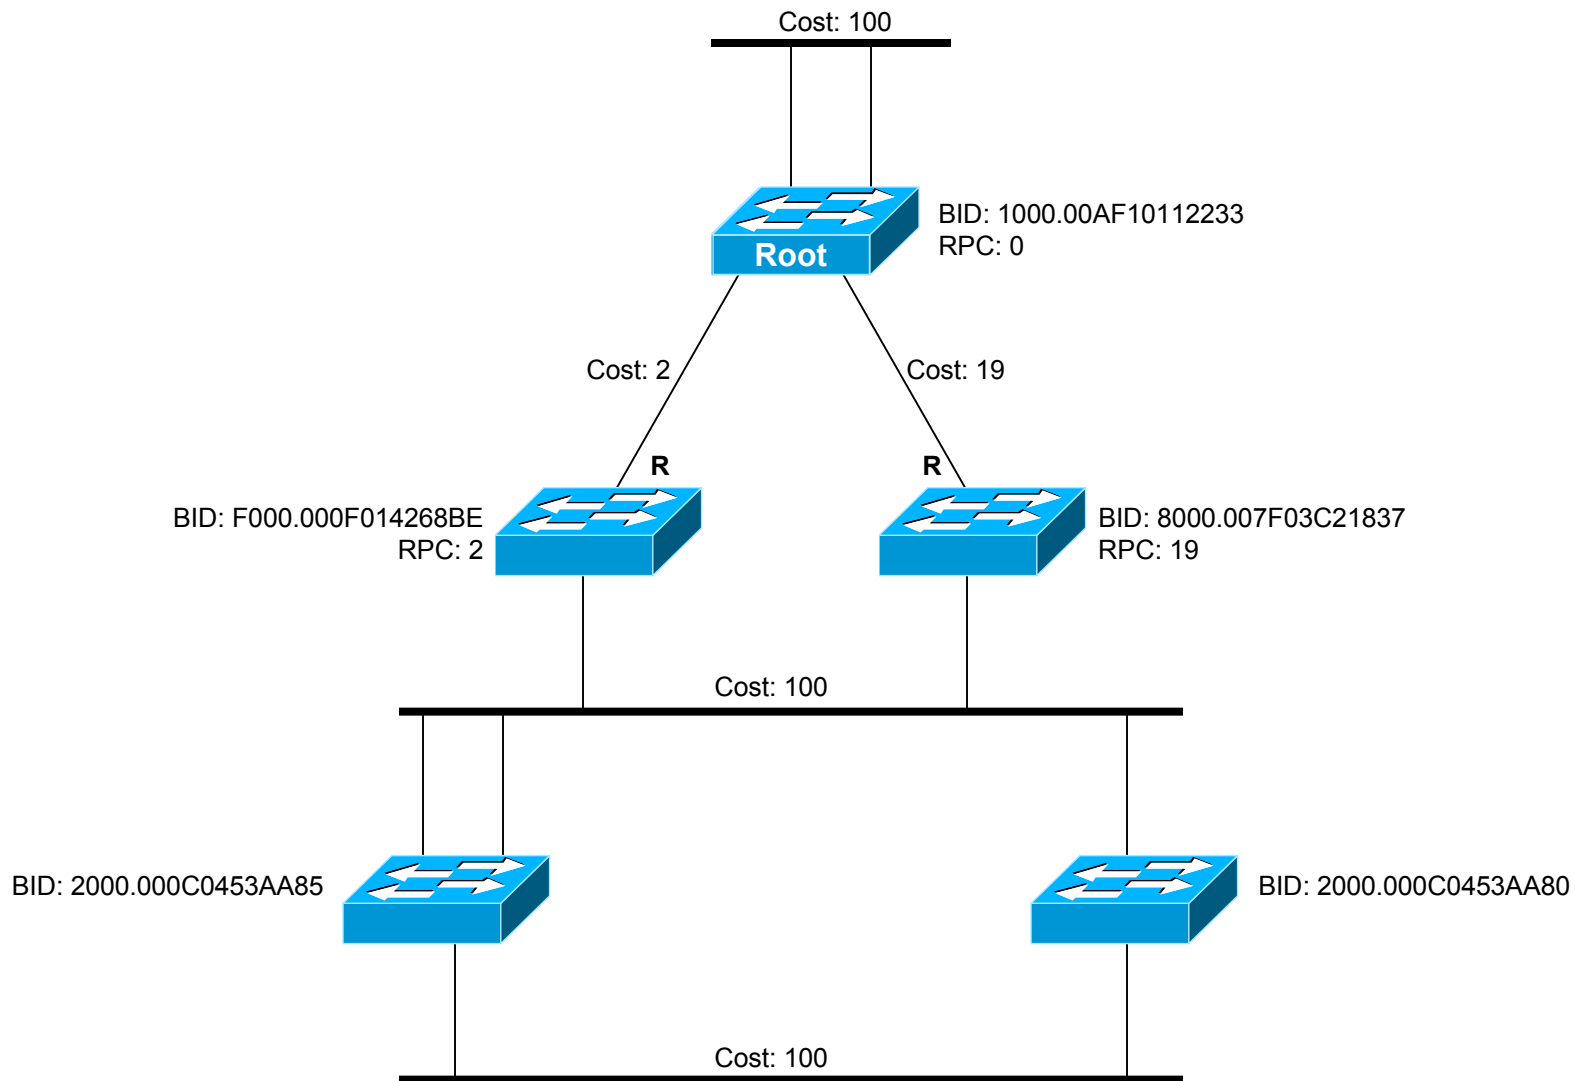 Cost: 100
BID: 1000.00AF10112233
RPC: 0
Root
Cost: 2
Cost: 19
R
R
BID: F000.000F014268BE
RPC: 2
BID: 8000.007F03C21837
RPC: 19
Cost: 100
BID: 2000.000C0453AA85
BID: 2000.000C0453AA80
Cost: 100